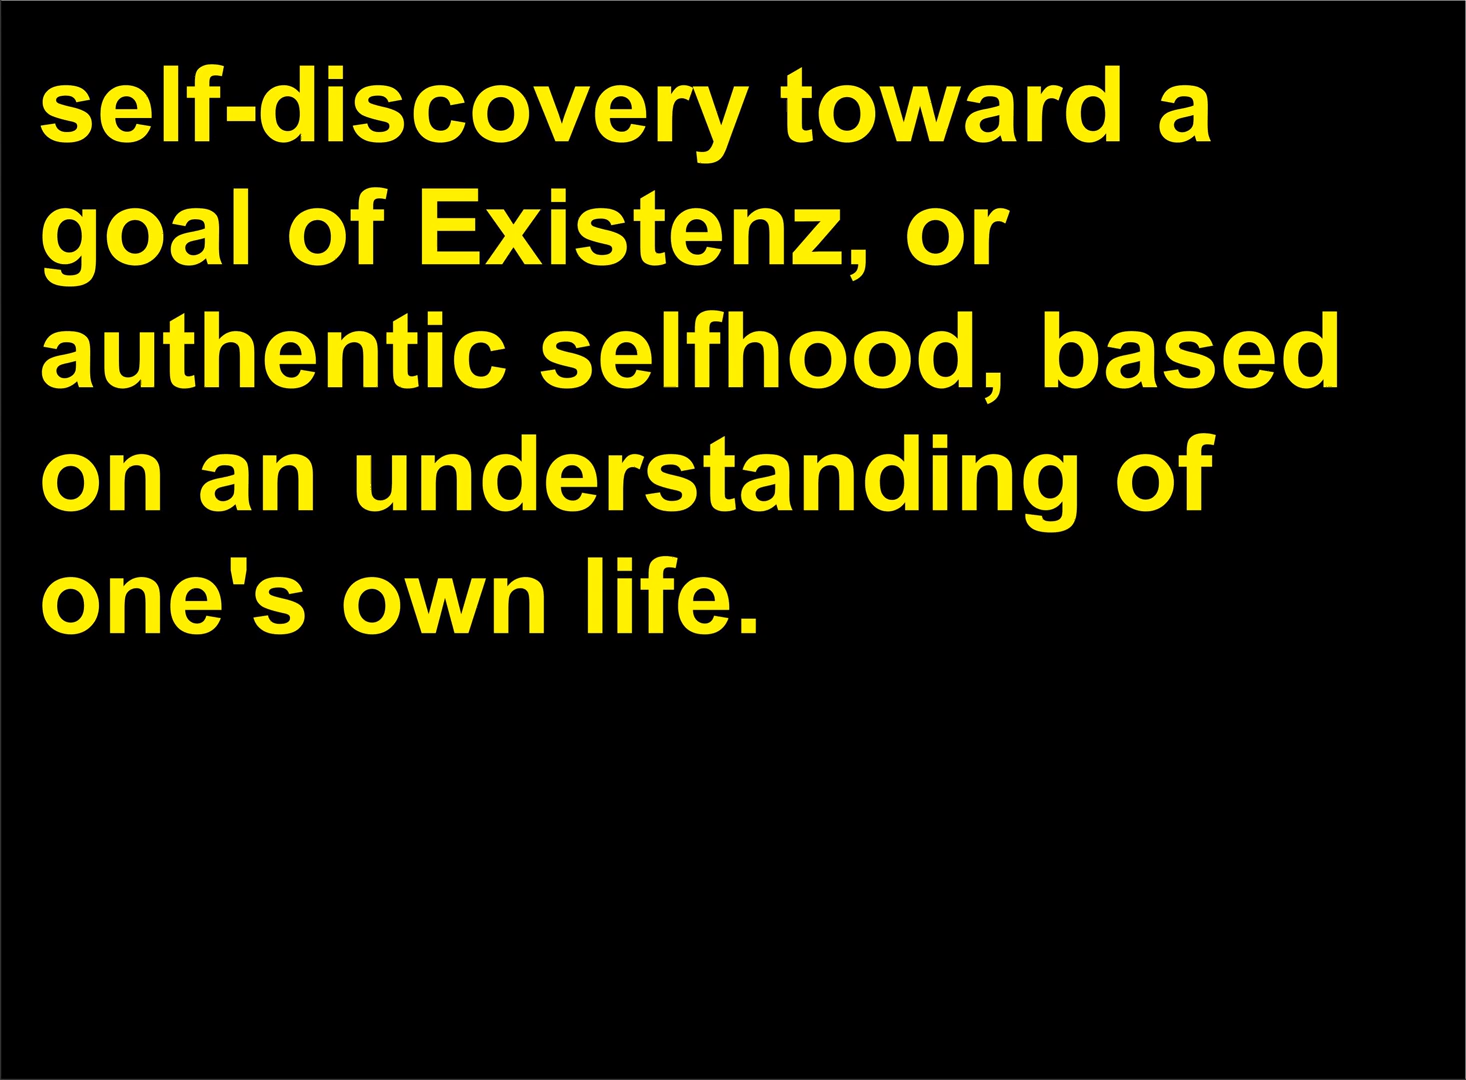 self-discovery toward a
goal of Existenz, or
authentic selfhood, based
on an understanding of
one's own life.